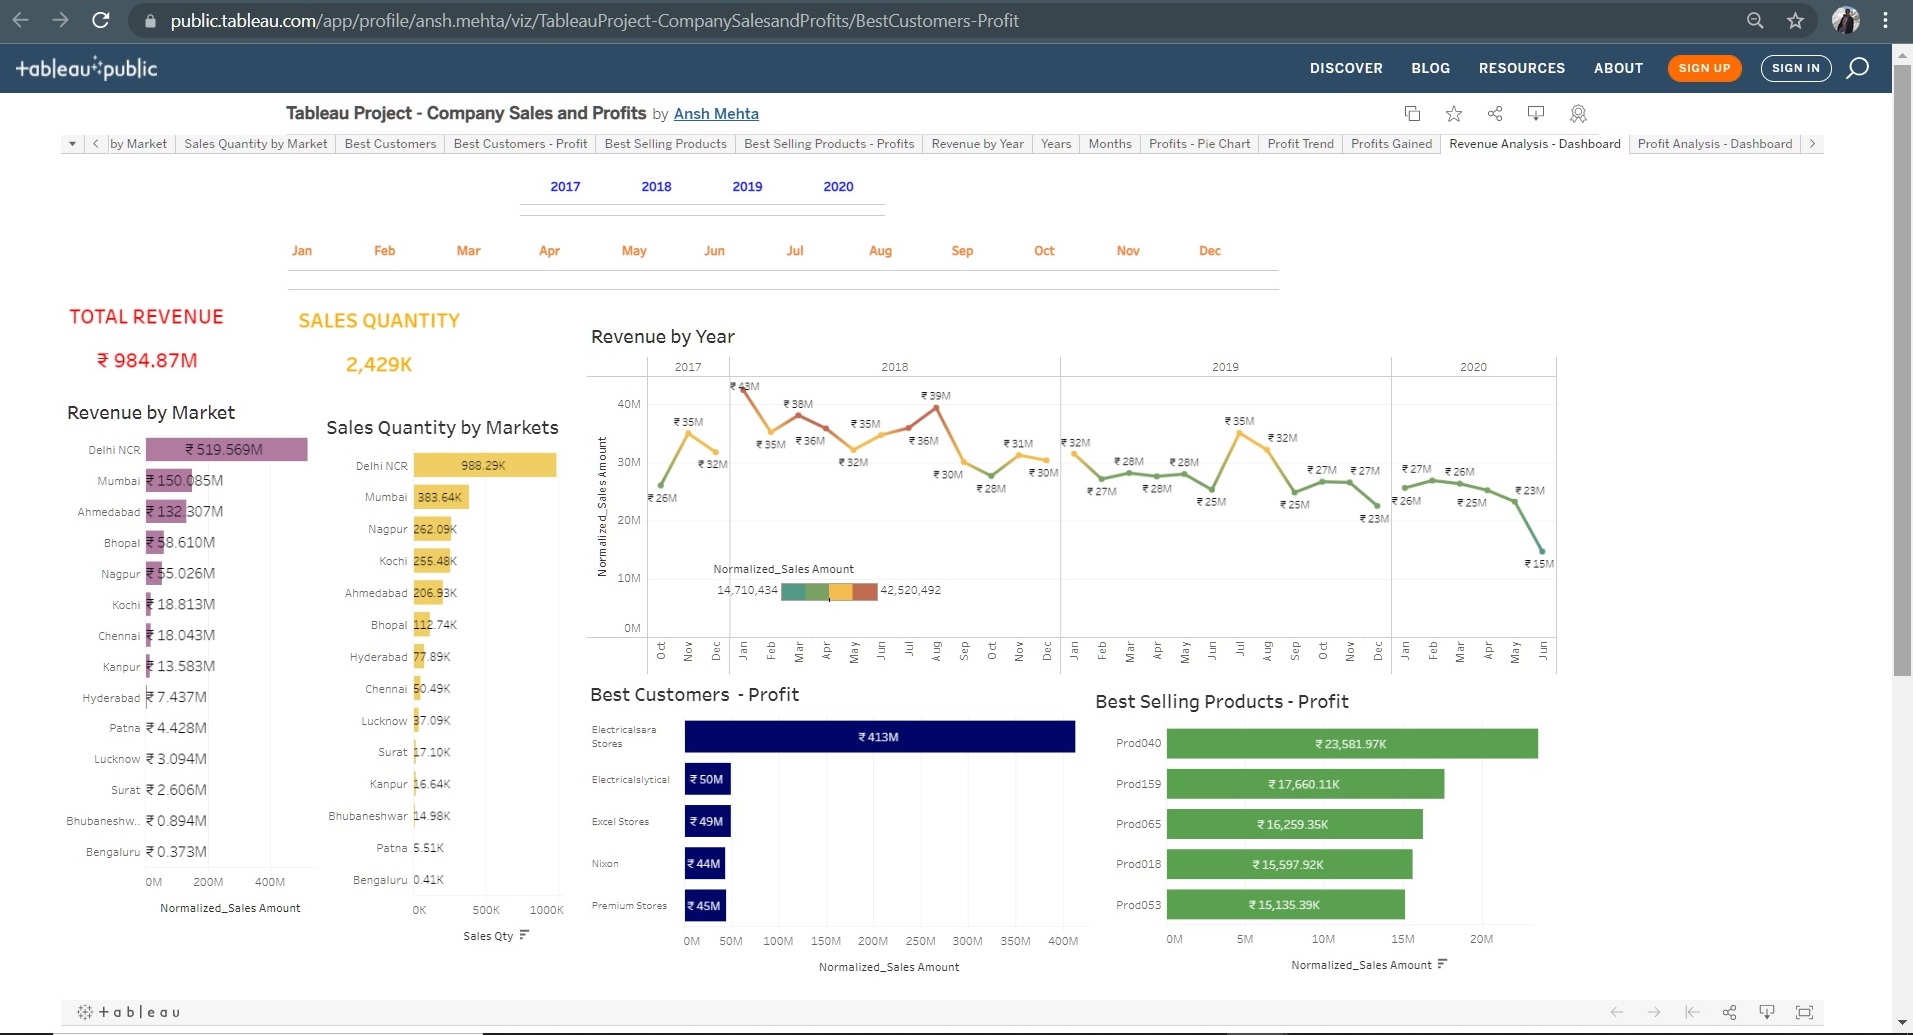 public.tableau.com/app/profile/ansh.mehta/viz/TableauProject-CompanySalesandProfits/BestCustomers-Profit
+ableau public
DISCOVER BLOG RESOURCES ABOUT SIGN UP SIGN IN
Tableau Project - Company Sales and Profits by Ansh Mehta
by Market Sales Quantity by Market Best Customers Best Customers - Profit Best Selling Products Best Selling Products - Profits Revenue by Year Years Months Profits - Pie Chart Profit Trend Profits Gained Revenue Analysis - Dashboard Profit Analysis - Dashboard
2017 2018 2019 2020
Jan Feb Mar Apr May Jun Jul Aug Sep Oct Nov Dec
TOTAL REVENUE
₹ 984.87M
SALES QUANTITY
2,429K
Revenue by Market
Delhi NCR ₹ 519.569M
Mumbai ₹ 150.085M
Ahmedabad ₹ 132.307M
Bhopal ₹ 58.610M
Nagpur ₹ 55.026M
Kochi ₹ 18.813M
Chennai ₹ 18.043M
Kanpur ₹ 13.583M
Hyderabad ₹ 7.437M
Patna ₹ 4.428M
Lucknow ₹ 3.094M
Surat ₹ 2.606M
Bhubaneshw.. ₹ 0.894M
Bengaluru ₹ 0.373M
0M 200M 400M
Normalized_Sales Amount
Sales Quantity by Markets
Delhi NCR 988.29K
Mumbai 383.64K
Nagpur 262.09K
Kochi 255.48K
Ahmedabad 206.93K
Bhopal 112.74K
Hyderabad 77.89K
Chennai 50.49K
Lucknow 37.09K
Surat 17.10K
Kanpur 16.64K
Bhubaneshwar 14.98K
Patna 5.51K
Bengaluru 0.41K
0K 500K 1000K
Sales Qty
Revenue by Year
2017 2018 2019 2020
Normalized_Sales Amount
40M
30M
20M
10M
0M
₹ 26M ₹ 35M ₹ 32M
₹ 43M ₹ 35M ₹ 38M ₹ 36M ₹ 32M ₹ 35M ₹ 36M ₹ 39M ₹ 30M ₹ 28M ₹ 31M ₹ 30M
₹ 32M ₹ 27M ₹ 28M ₹ 28M ₹ 28M ₹ 25M ₹ 35M ₹ 32M ₹ 25M ₹ 27M ₹ 27M ₹ 23M
₹ 26M ₹ 27M ₹ 26M ₹ 25M ₹ 23M ₹ 15M
Normalized_Sales Amount
14,710,434 42,520,492
Oct Nov Dec Jan Feb Mar Apr May Jun Jul Aug Sep Oct Nov Dec Jan Feb Mar Apr May Jun Jul Aug Sep Oct Nov Dec Jan Feb Mar Apr May Jun
Best Customers - Profit
Electricalsara Stores ₹ 413M
Electricalslytical ₹ 50M
Excel Stores ₹ 49M
Nixon ₹ 44M
Premium Stores ₹ 45M
0M 50M 100M 150M 200M 250M 300M 350M 400M
Normalized_Sales Amount
Best Selling Products - Profit
Prod040 ₹ 23,581.97K
Prod159 ₹ 17,660.11K
Prod065 ₹ 16,259.35K
Prod018 ₹ 15,597.92K
Prod053 ₹ 15,135.39K
0M 5M 10M 15M 20M
Normalized_Sales Amount
+ableau